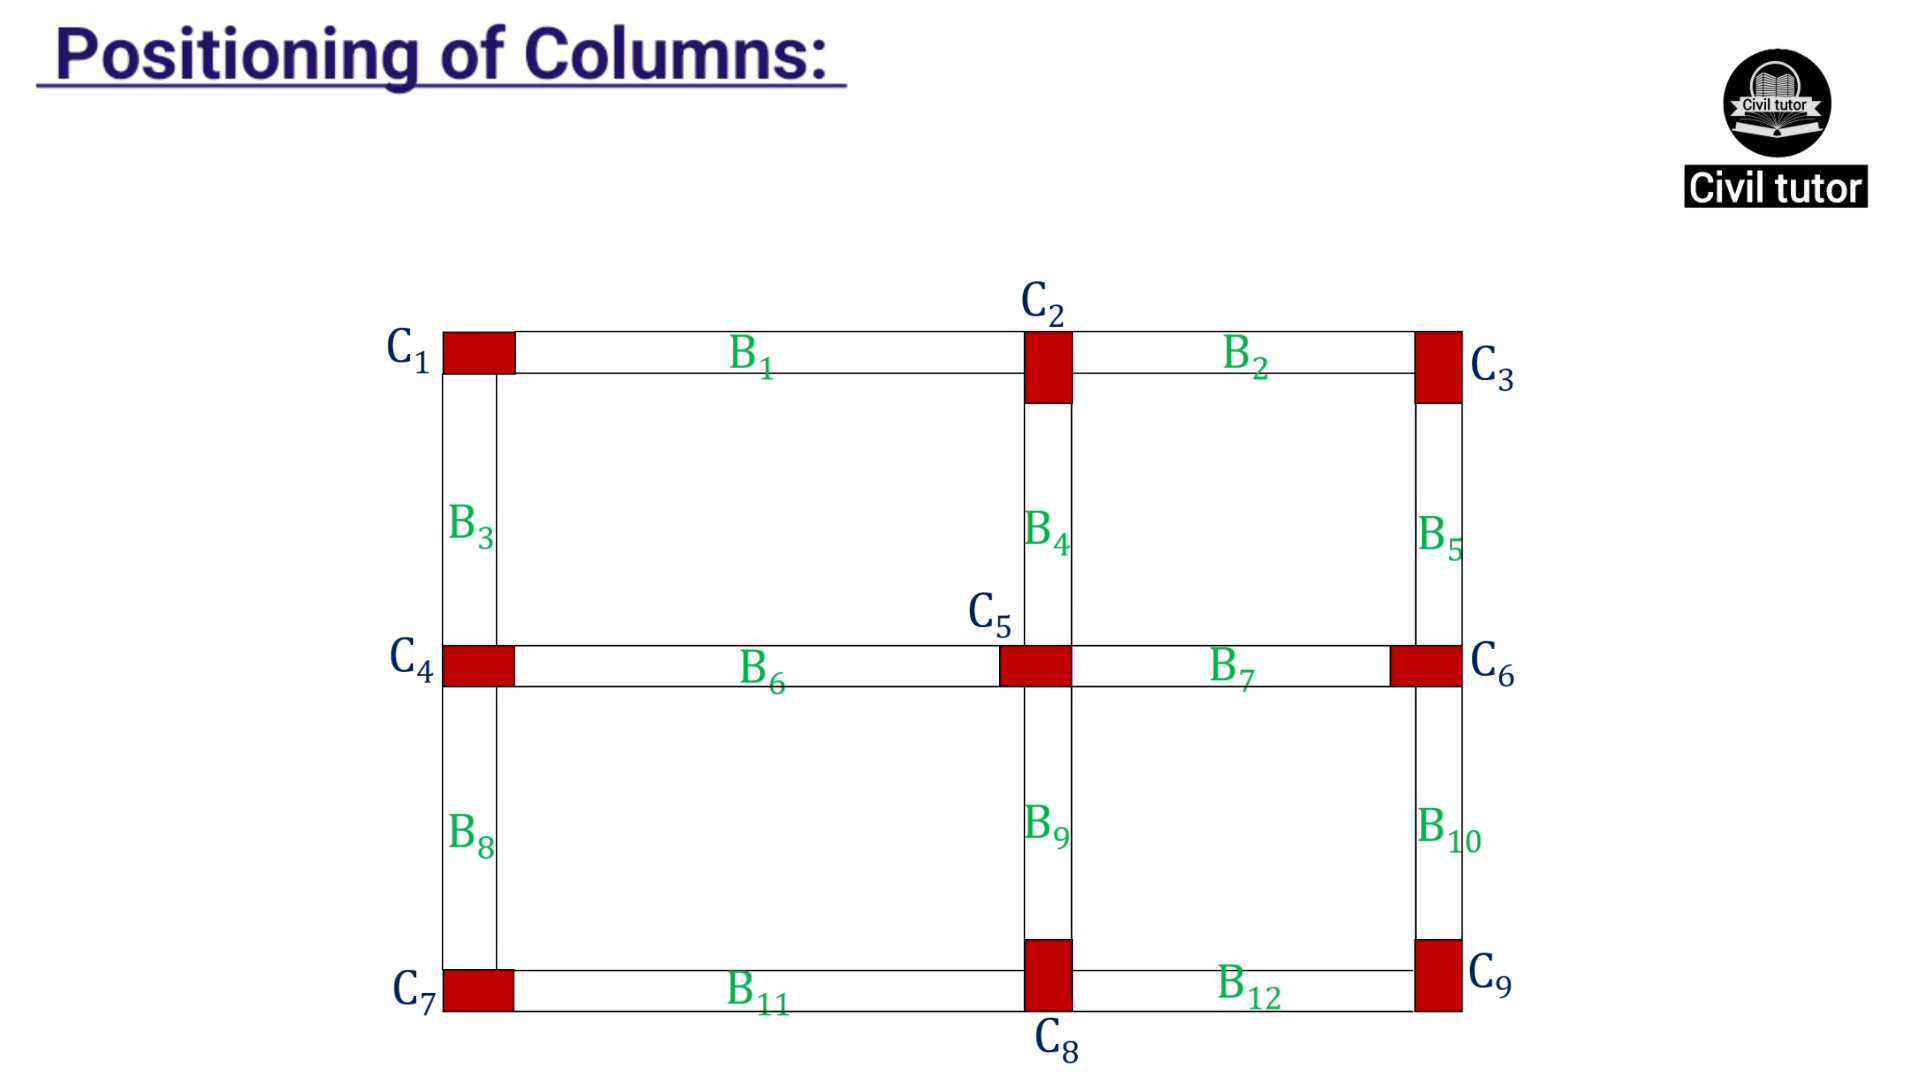 Positioning of Columns:
Civil tutor
Civil tutor
C₂
C₁ B₁ B₂ C₃
B₃ B₄ B₅
C₅
C₄ B₆ B₇ C₆
B₈ B₉ B₁₀
C₇ B₁₁ B₁₂ C₉
C₈